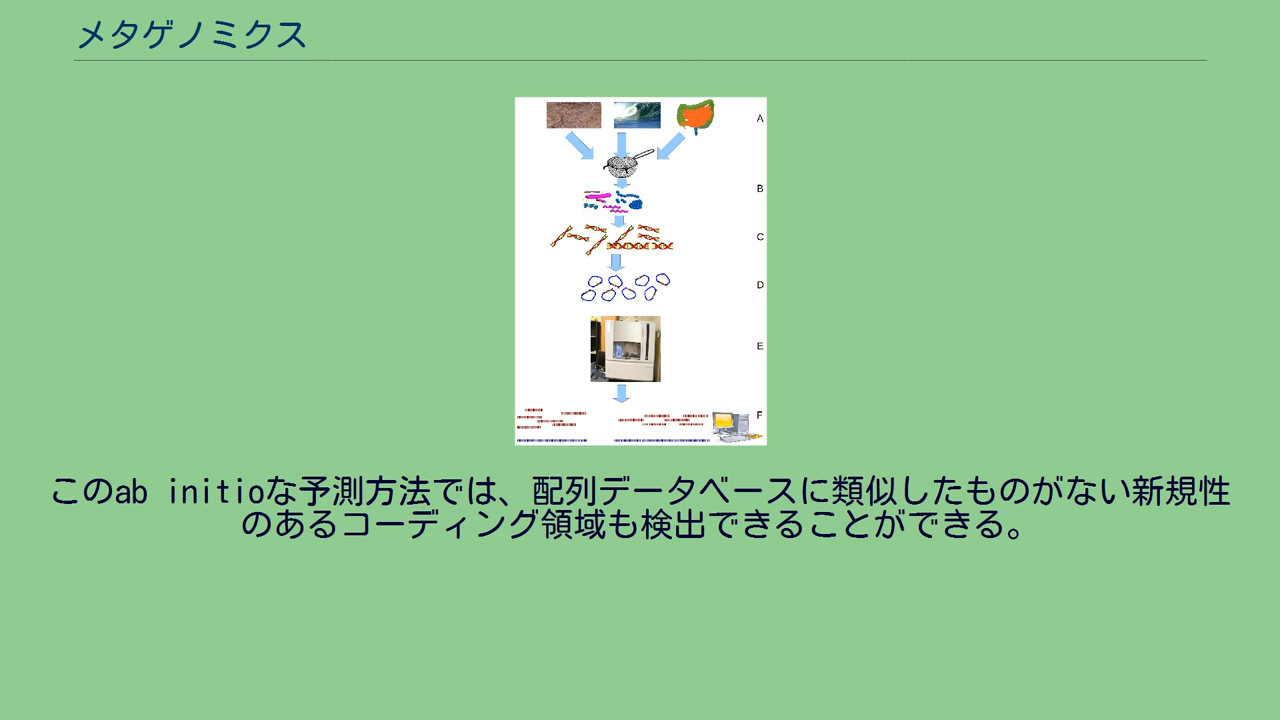 メタゲノミクス
A
B
C
D
E
F
このab initioな予測方法では、配列データベースに類似したものがない新規性
のあるコーディング領域も検出できることができる。